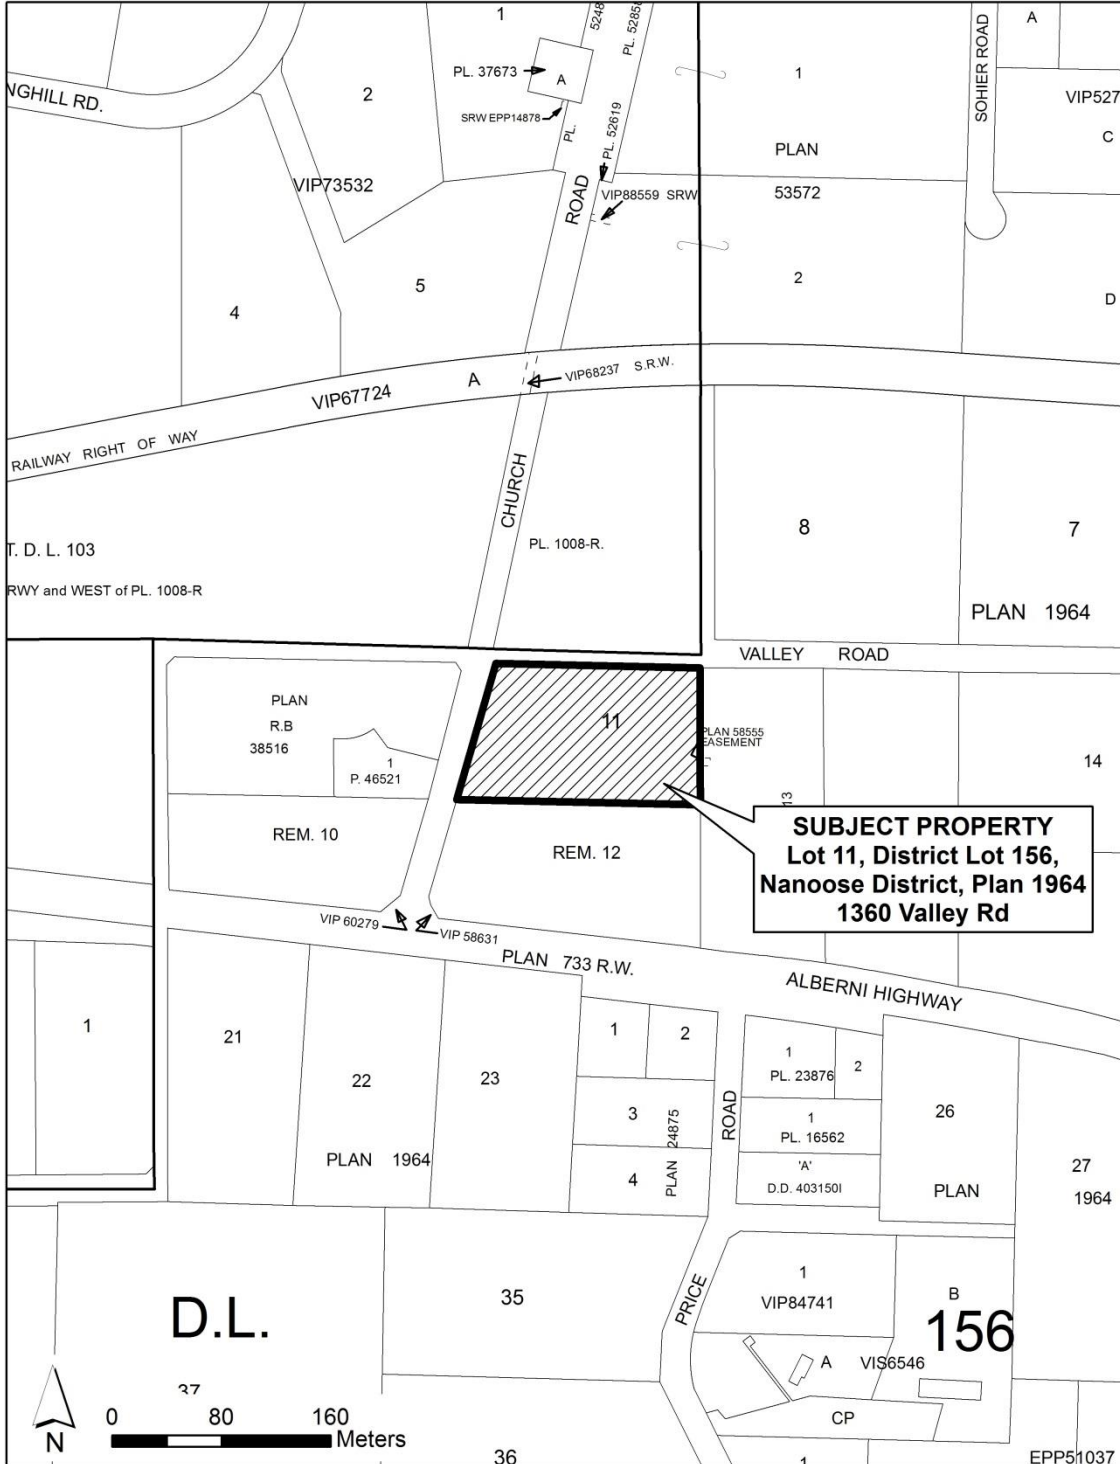 1
A
5248
PL. 5285
SOHIER ROAD
NGHILL RD.
2
PL. 37673
A
1
VIP527
SRW EPP14878
PL.
PL. 52619
C
PLAN
VIP73532
ROAD
VIP88559 SRW
53572
5
2
4
D
A
VIP68237 S.R.W.
VIP67724
RAILWAY RIGHT OF WAY
CHURCH
8
7
T. D. L. 103
PL. 1008-R.
RWY and WEST of PL. 1008-R
PLAN 1964
VALLEY ROAD
PLAN
R.B
38516
11
PLAN 58555
EASEMENT
1
P. 46521
14
13
REM. 10
REM. 12
SUBJECT PROPERTY
Lot 11, District Lot 156,
Nanoose District, Plan 1964
1360 Valley Rd
VIP 60279
VIP 58631
PLAN 733 R.W.
ALBERNI HIGHWAY
1
21
22
23
1
2
1
PL. 23876
2
3
PLAN 24875
ROAD
1
PL. 16562
26
4
'A'
D.D. 403150I
PLAN 1964
PLAN
27
1964
D.L.
35
PRICE
1
VIP84741
B
156
A
VIS6546
37
CP
0 80 160
Meters
N
36
1
EPP51037